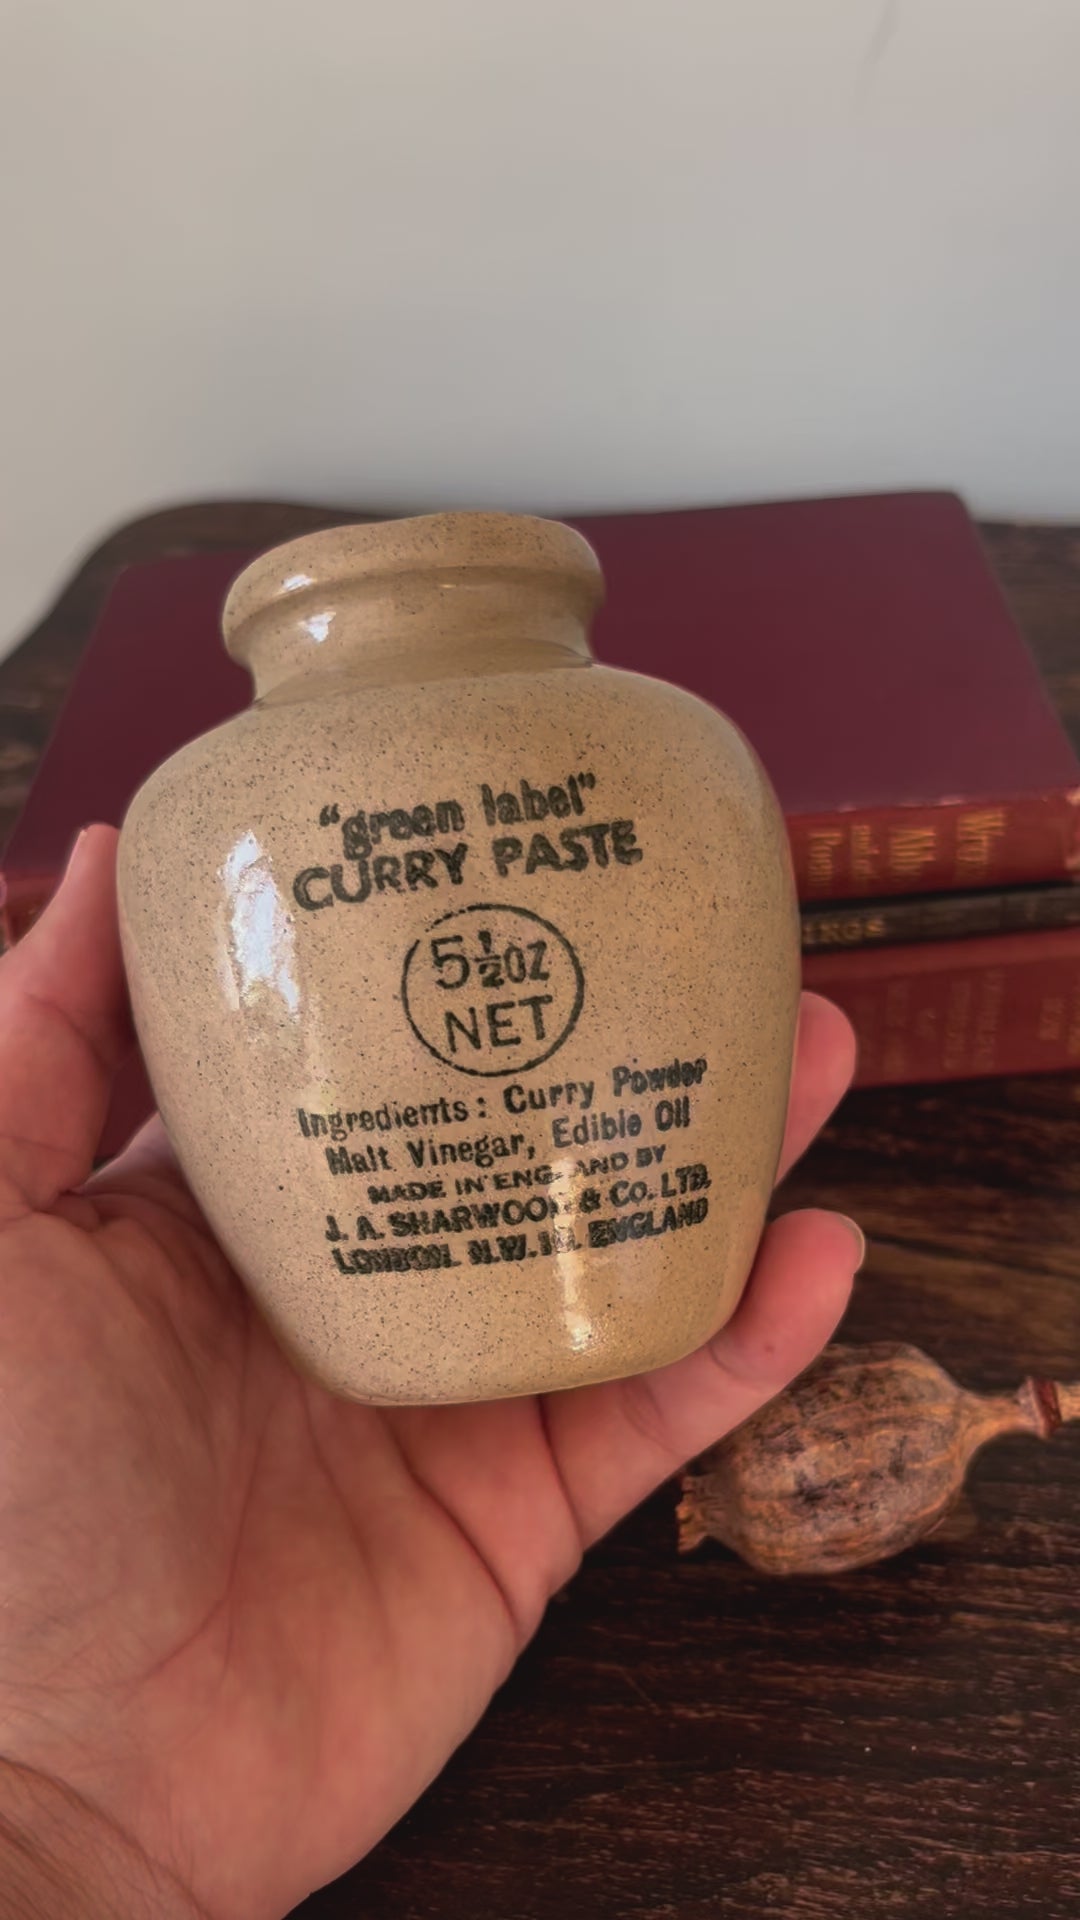 “green label”
CURRY PASTE
5½OZ
NET
Ingredients: Curry Powder
Malt Vinegar, Edible Oil
MADE IN ENGLAND BY
J. A. SHARWOOD & Co. LTD.
LONDON. N.W.10. ENGLAND